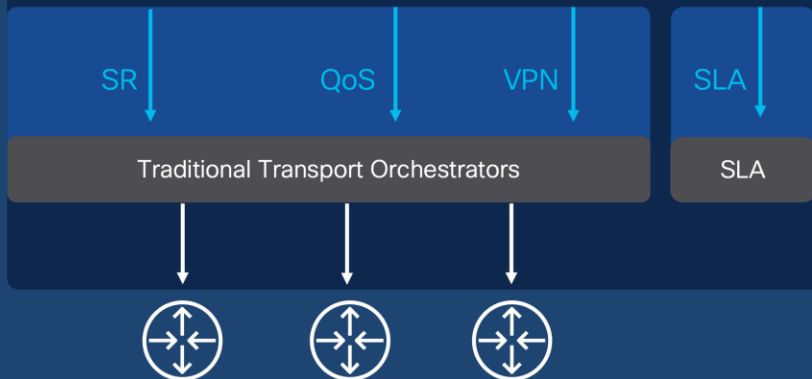 SR
QoS
VPN
SLA
Traditional Transport Orchestrators
SLA